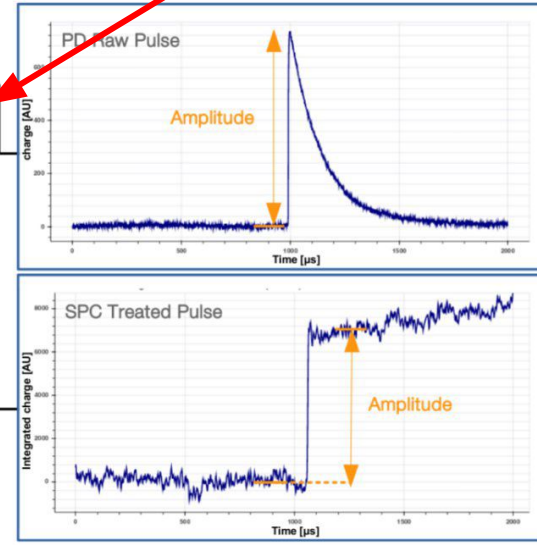 PD Raw Pulse
Amplitude
charge [AU]
400
200
0
0
500
1000
1500
2000
Time [µs]
SPC Treated Pulse
Amplitude
Integrated charge [AU]
8000
6000
4000
2000
0
0
500
1000
1500
2000
Time [µs]